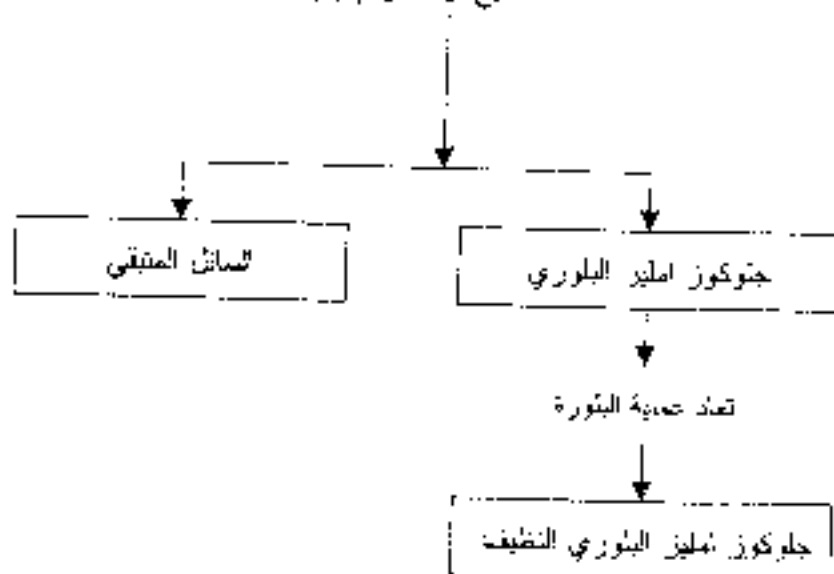 السائل المتبقي
جلوكوز امليز البلوري
تعاد عملية البلورة
جلوكوز امليز البلوري النظيف